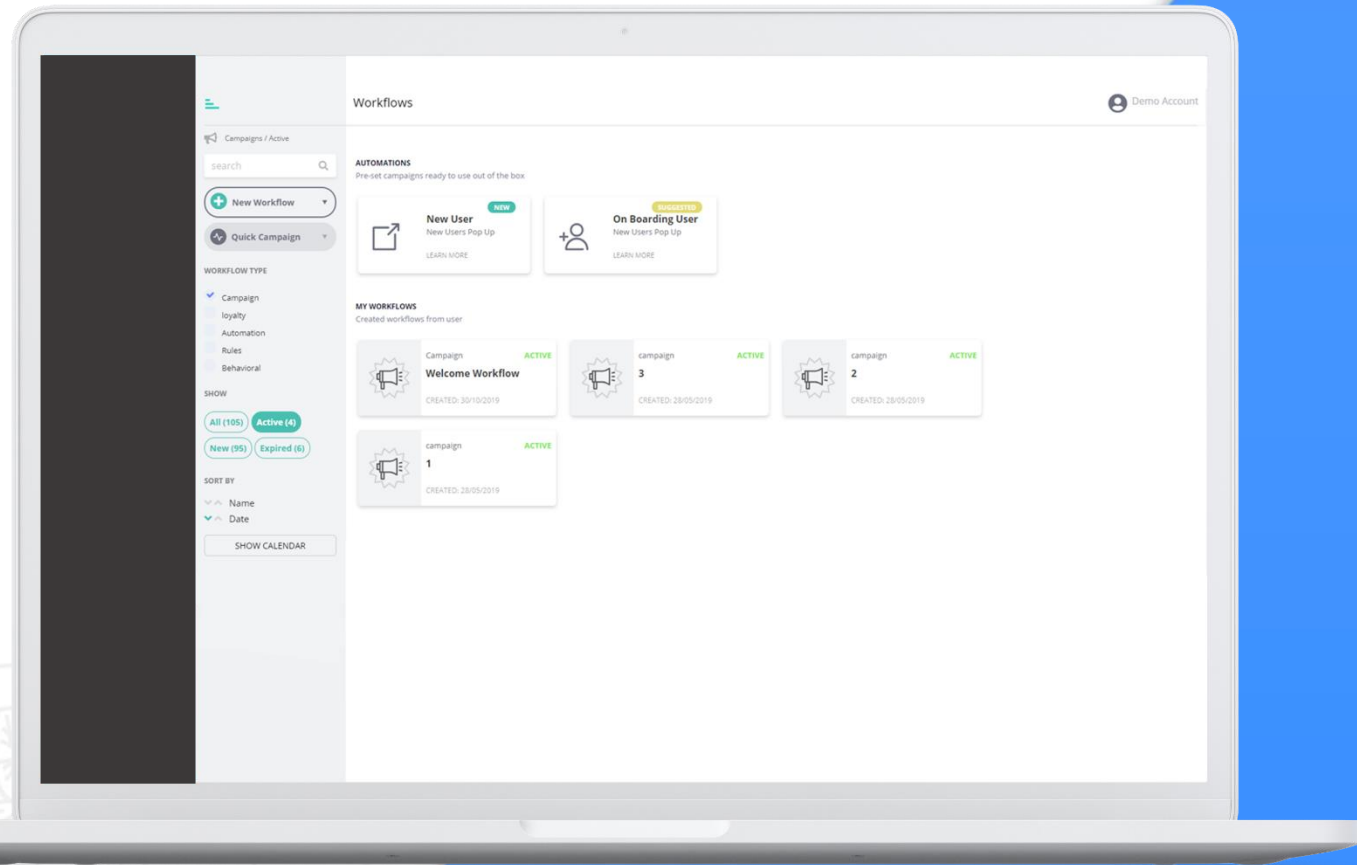 Workflows
Demo Account
Campaigns / Active
search
New Workflow
Quick Campaign
WORKFLOW TYPE
Campaign
loyalty
Automation
Rules
Behavioral
SHOW
All (105) Active (4)
New (95) Expired (6)
SORT BY
Name
Date
SHOW CALENDAR
AUTOMATIONS
Pre-set campaigns ready to use out of the box
NEW
New User
New Users Pop Up
LEARN MORE
SUGGESTED
On Boarding User
New Users Pop Up
LEARN MORE
MY WORKFLOWS
Created workflows from user
Campaign ACTIVE
Welcome Workflow
CREATED: 30/10/2019
campaign ACTIVE
3
CREATED: 28/05/2019
campaign ACTIVE
2
CREATED: 28/05/2019
campaign ACTIVE
1
CREATED: 28/05/2019